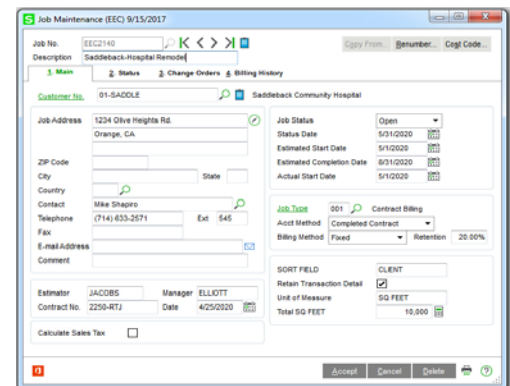 S Job Maintenance (EEC) 9/15/2017
Job No. EEC2140 Copy From... Renumber... Cost Code...
Description Saddleback-Hospital Remodel
1. Main 2. Status 3. Change Orders 4. Billing History
Customer No. 01-SADDLE Saddleback Community Hospital
Job Address 1234 Olive Heights Rd.
Orange, CA
ZIP Code
City State
Country
Contact Mike Shapiro
Telephone (714) 633-2571 Ext 545
Fax
E-mail Address
Comment
Job Status Open
Status Date 5/31/2020
Estimated Start Date 5/1/2020
Estimated Completion Date 8/31/2020
Actual Start Date 5/1/2020
Job Type 001 Contract Billing
Acct Method Completed Contract
Billing Method Fixed Retention 20.00%
Estimator JACOBS Manager ELLIOTT
Contract No. 2250-RTJ Date 4/25/2020
SORT FIELD CLIENT
Retain Transaction Detail
Unit of Measure SQ FEET
Total SQ FEET 10,000
Calculate Sales Tax
Accept Cancel Delete